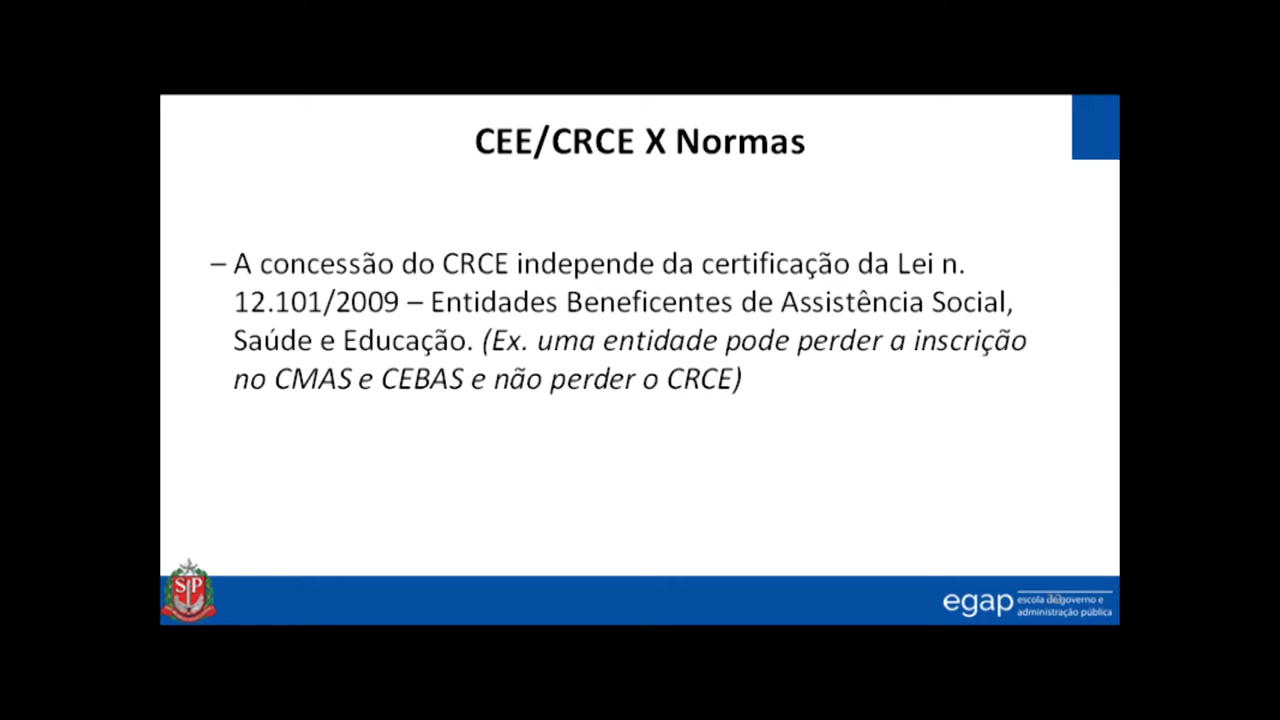 CEE/CRCE X Normas
– A concessão do CRCE independe da certificação da Lei n.
12.101/2009 – Entidades Beneficentes de Assistência Social,
Saúde e Educação. (Ex. uma entidade pode perder a inscrição
no CMAS e CEBAS e não perder o CRCE)
SP
egap
escola de governo e
administração pública